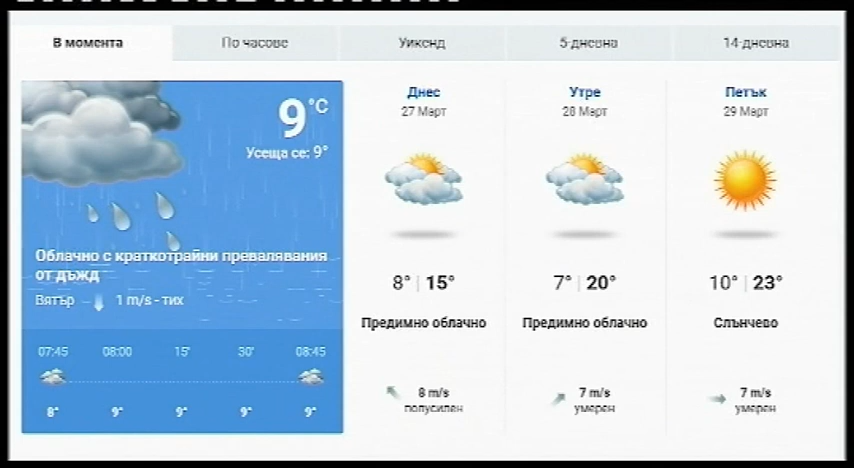 В момента
По часове
Уикенд
5-дневна
14-дневна
9°C
Усеща се: 9°
Облачно с краткотрайни превалявания
от дъжд
Вятър 1 m/s - тих
07:45 08:00 15' 30' 08:45
8° 9° 9° 9° 9°
Днес
27 Март
8° | 15°
Предимно облачно
8 m/s
полусилен
Утре
28 Март
7° | 20°
Предимно облачно
7 m/s
умерен
Петък
29 Март
10° | 23°
Слънчево
7 m/s
умерен